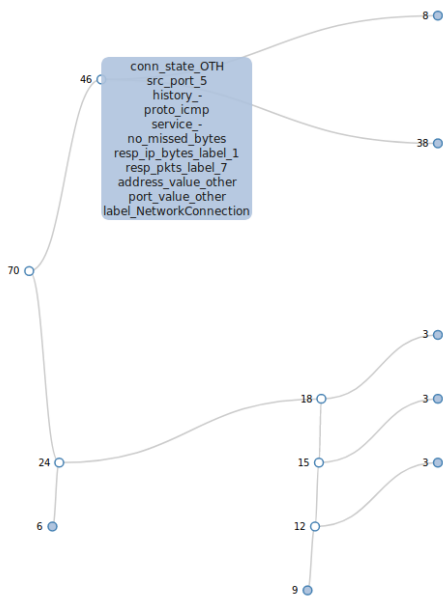 8
conn_state_OTH
46 src_port_5
history_-
proto_icmp
service_-
no_missed_bytes
38
resp_ip_bytes_label_1
resp_pkts_label_7
address_value_other
port_value_other
label_NetworkConnection
70
3
18 3
24 15 3
6 12
9